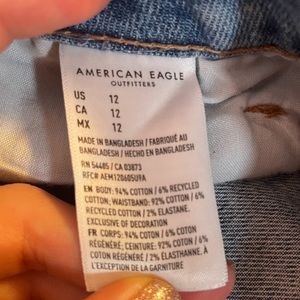 AMERICAN EAGLE
OUTFITTERS
US 12
CA 12
MX 12
MADE IN BANGLADESH / FABRIQUÉ AU
BANGLADESH / HECHO EN BANGLADESH
RN 54485 / CA 03873
RFC# AEM120605U9A
EN BODY: 94% COTTON / 6% RECYCLED
COTTON; WAISTBAND: 92% COTTON / 6%
RECYCLED COTTON / 2% ELASTANE.
EXCLUSIVE OF DECORATION
FR CORPS: 94% COTON / 6% COTON
RÉGÉNÉRÉ; CEINTURE: 92% COTON / 6%
COTON RÉGÉNÉRÉ / 2% ÉLASTHANNE.
L'EXCEPTION DE LA GARNITURE